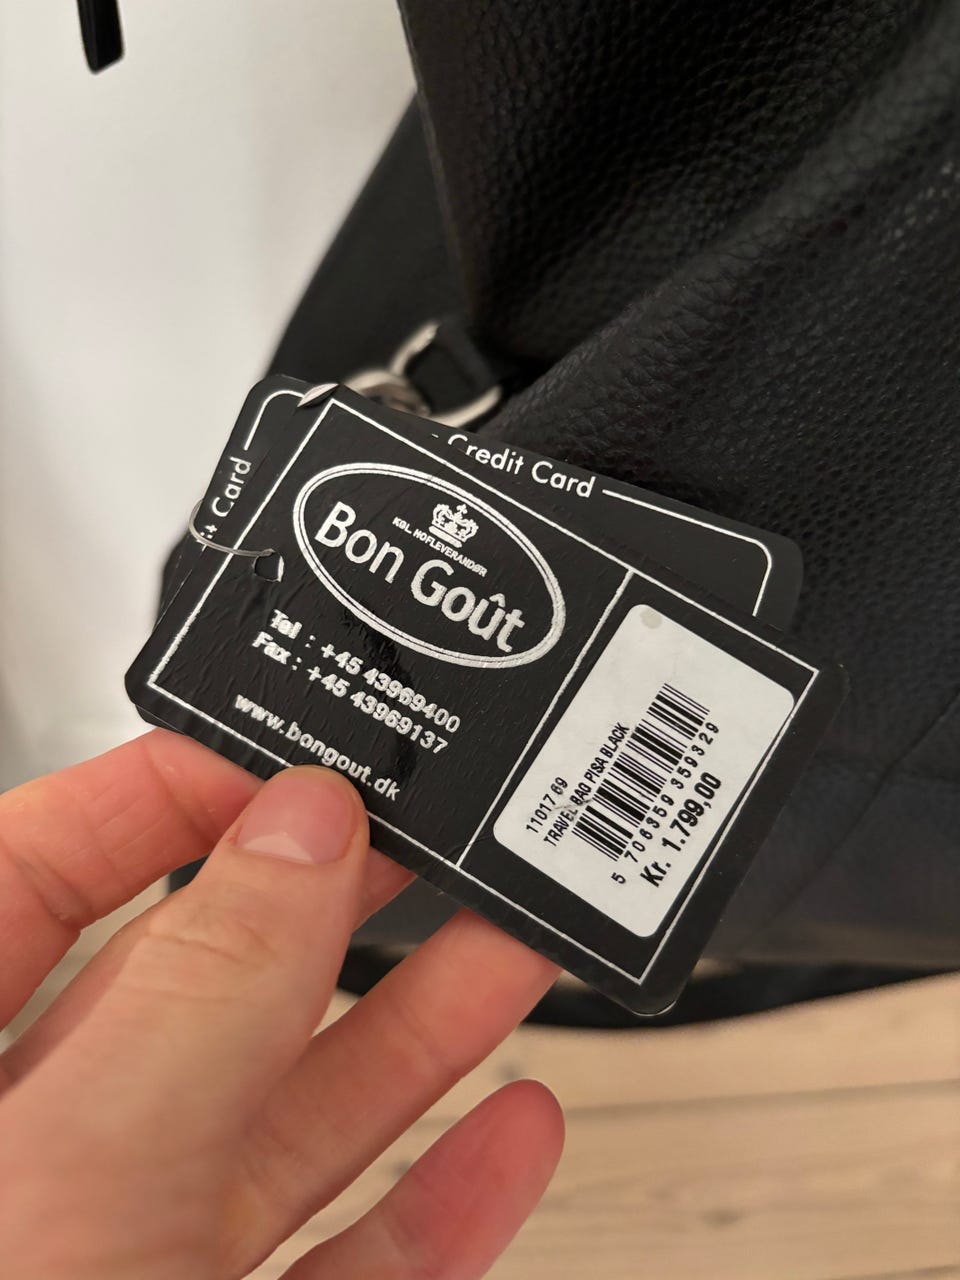 - Credit Card
it Card
KGL. HOFLEVERANDØR
Bon Goût
Tel : +45 43969400
Fax : +45 43969137
www.bongout.dk
11017 69
TRAVEL BAG PISA BLACK
5 706359 359329
Kr. 1.799,00